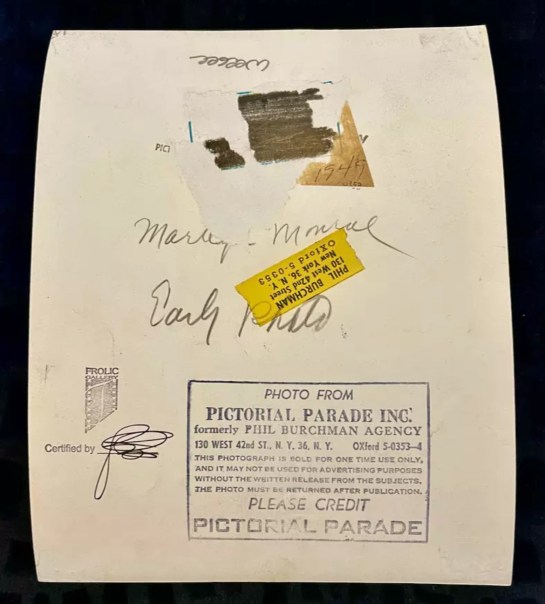 Weegee
PICT
1945
Marlyn - Monroe
PHIL BURCHMAN
130 West 42nd Street
New York 36, N. Y.
OXford 5-0353
Early Photo
FROLIC
GALLERY
Certified by
PHOTO FROM
PICTORIAL PARADE INC.
formerly PHIL BURCHMAN AGENCY
130 WEST 42nd ST., N. Y. 36, N. Y. OXford 5-0353-4
THIS PHOTOGRAPH IS SOLD FOR ONE TIME USE ONLY,
AND IT MAY NOT BE USED FOR ADVERTISING PURPOSES
WITHOUT THE WRITTEN RELEASE FROM THE SUBJECTS.
THE PHOTO MUST BE RETURNED AFTER PUBLICATION.
PLEASE CREDIT
PICTORIAL PARADE